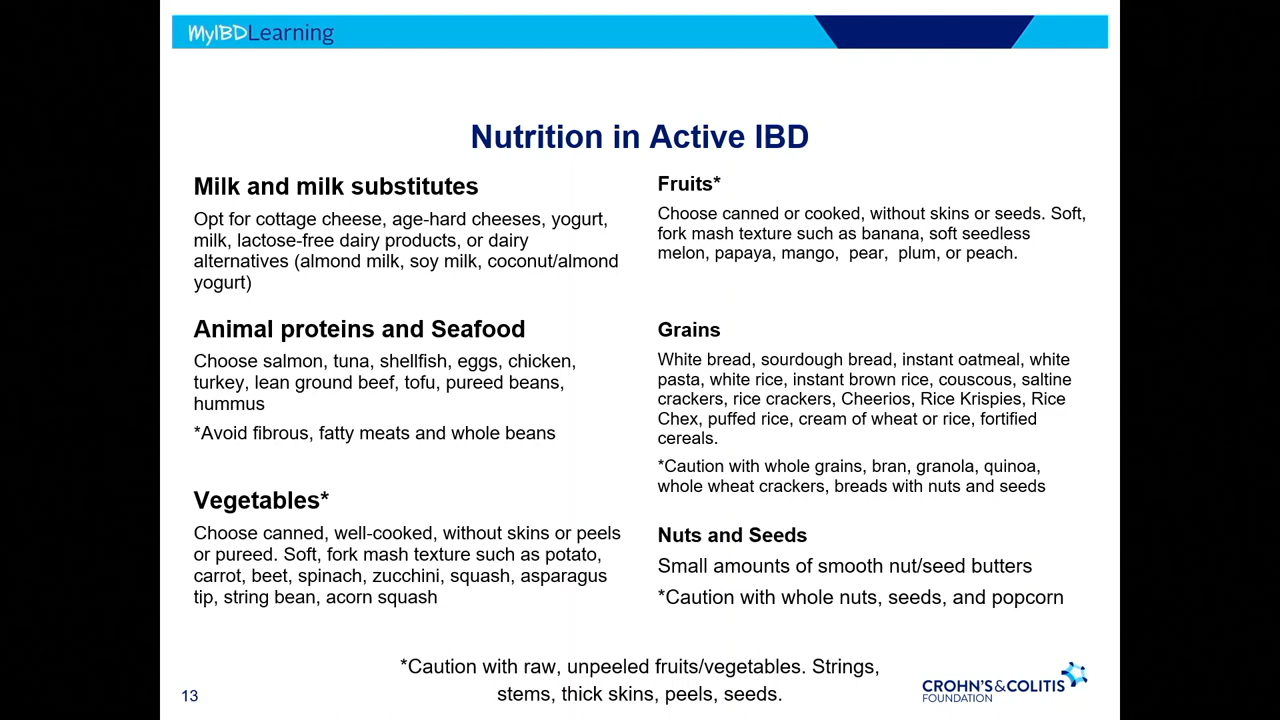 MyIBDLearning
Nutrition in Active IBD
Milk and milk substitutes
Opt for cottage cheese, age-hard cheeses, yogurt,
milk, lactose-free dairy products, or dairy
alternatives (almond milk, soy milk, coconut/almond
yogurt)
Animal proteins and Seafood
Choose salmon, tuna, shellfish, eggs, chicken,
turkey, lean ground beef, tofu, pureed beans,
hummus
*Avoid fibrous, fatty meats and whole beans
Vegetables*
Choose canned, well-cooked, without skins or peels
or pureed. Soft, fork mash texture such as potato,
carrot, beet, spinach, zucchini, squash, asparagus
tip, string bean, acorn squash
Fruits*
Choose canned or cooked, without skins or seeds. Soft,
fork mash texture such as banana, soft seedless
melon, papaya, mango, pear, plum, or peach.
Grains
White bread, sourdough bread, instant oatmeal, white
pasta, white rice, instant brown rice, couscous, saltine
crackers, rice crackers, Cheerios, Rice Krispies, Rice
Chex, puffed rice, cream of wheat or rice, fortified
cereals.
*Caution with whole grains, bran, granola, quinoa,
whole wheat crackers, breads with nuts and seeds
Nuts and Seeds
Small amounts of smooth nut/seed butters
*Caution with whole nuts, seeds, and popcorn
*Caution with raw, unpeeled fruits/vegetables. Strings,
stems, thick skins, peels, seeds.
13
CROHN'S&COLITIS
FOUNDATION